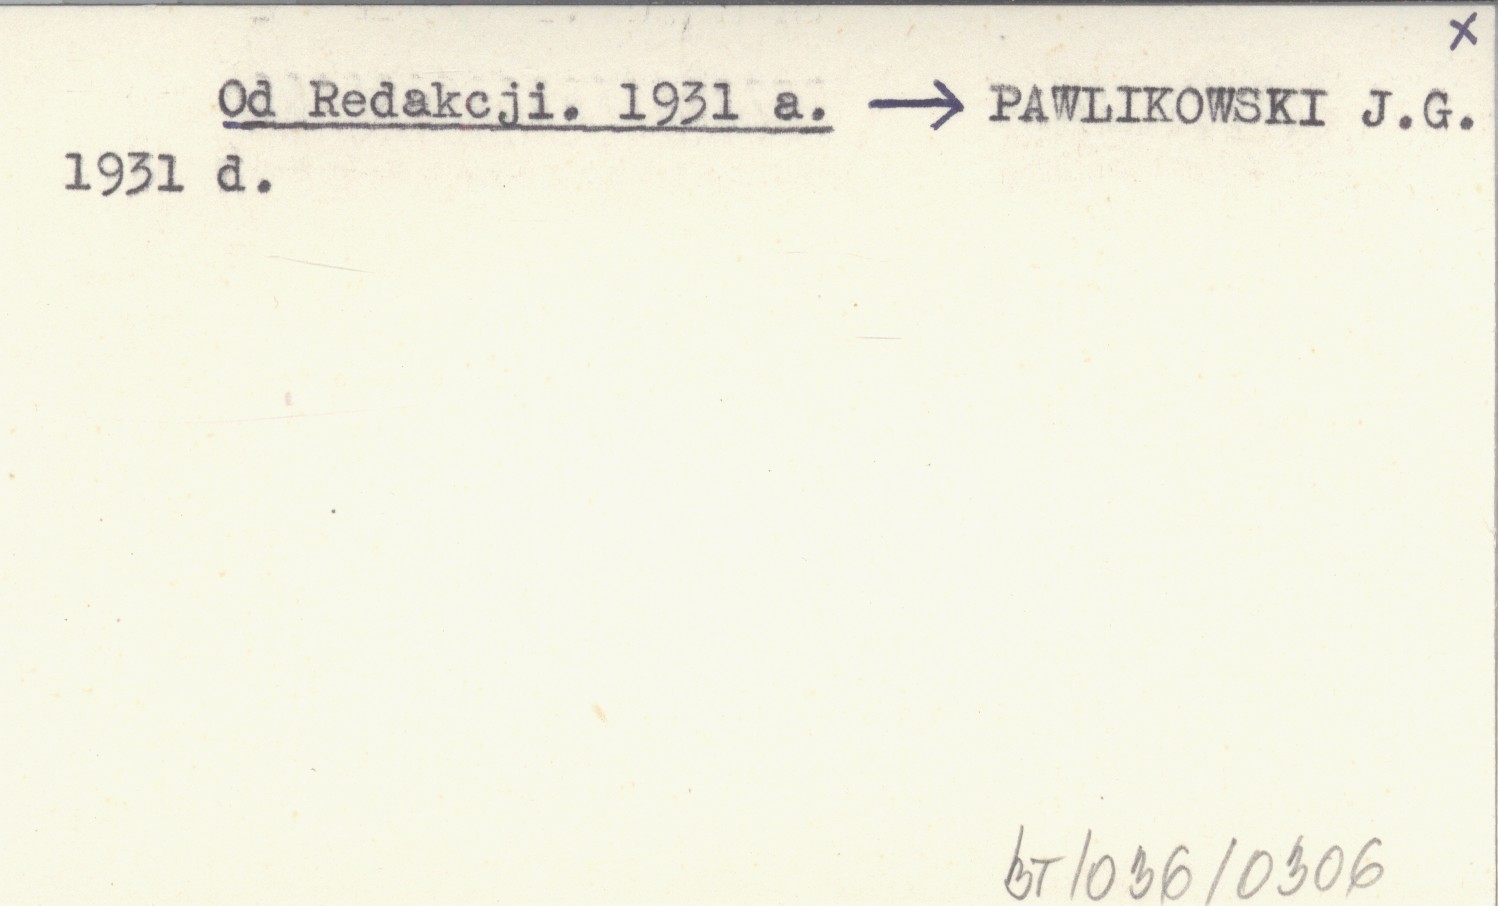 x
Od Redakcji. 1931 a. → PAWLIKOWSKI J.G.
1931 d.
BT/036/0306